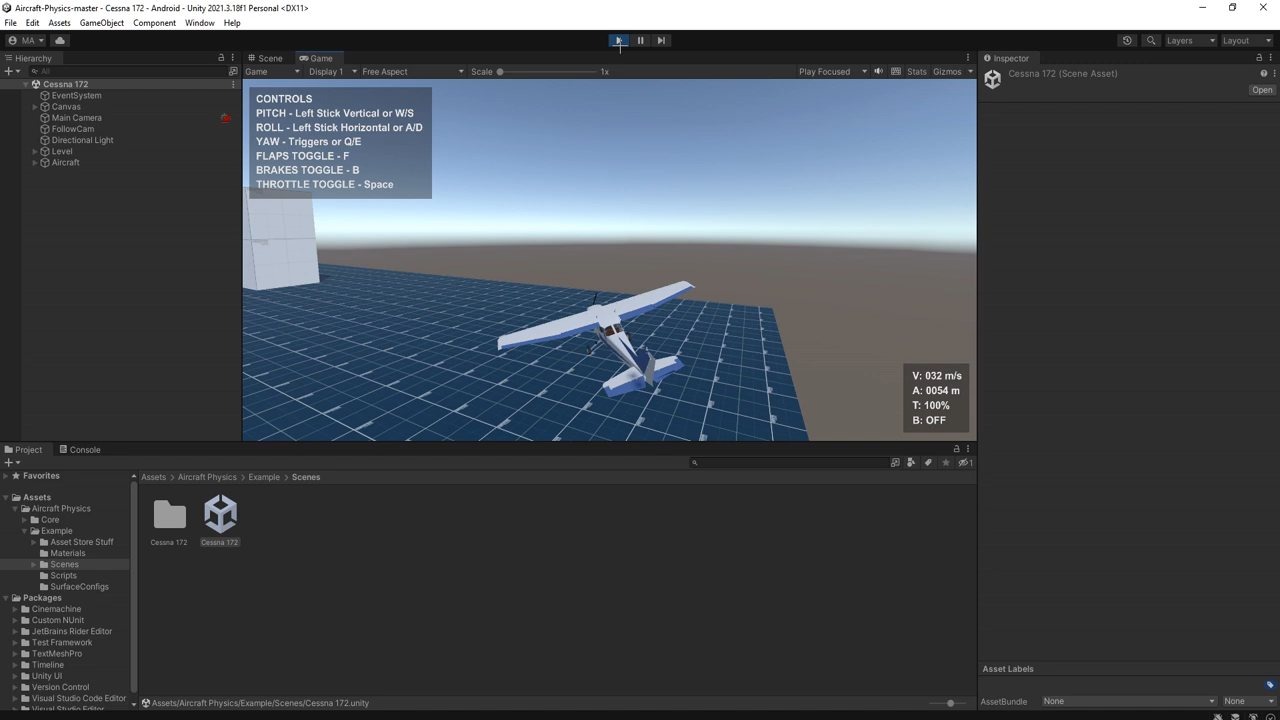 Aircraft-Physics-master - Cessna 172 - Android - Unity 2021.3.18f1 Personal <DX11>
File Edit Assets GameObject Component Window Help
MA Layers Layout
Hierarchy
All
Cessna 172
EventSystem
Canvas
Main Camera
FollowCam
Directional Light
Level
Aircraft
Scene Game
Game Display 1 Free Aspect Scale 1x Play Focused Stats Gizmos
CONTROLS
PITCH - Left Stick Vertical or W/S
ROLL - Left Stick Horizontal or A/D
YAW - Triggers or Q/E
FLAPS TOGGLE - F
BRAKES TOGGLE - B
THROTTLE TOGGLE - Space
V: 032 m/s
A: 0054 m
T: 100%
B: OFF
Inspector
Cessna 172 (Scene Asset)
Open
Project Console
1
Favorites
Assets
Aircraft Physics
Core
Example
Asset Store Stuff
Materials
Scenes
Scripts
SurfaceConfigs
Packages
Cinemachine
Custom NUnit
JetBrains Rider Editor
Test Framework
TextMeshPro
Timeline
Unity UI
Version Control
Visual Studio Code Editor
Visual Studio Editor
Assets > Aircraft Physics > Example > Scenes
Cessna 172 Cessna 172
Assets/Aircraft Physics/Example/Scenes/Cessna 172.unity
Asset Labels
AssetBundle None None